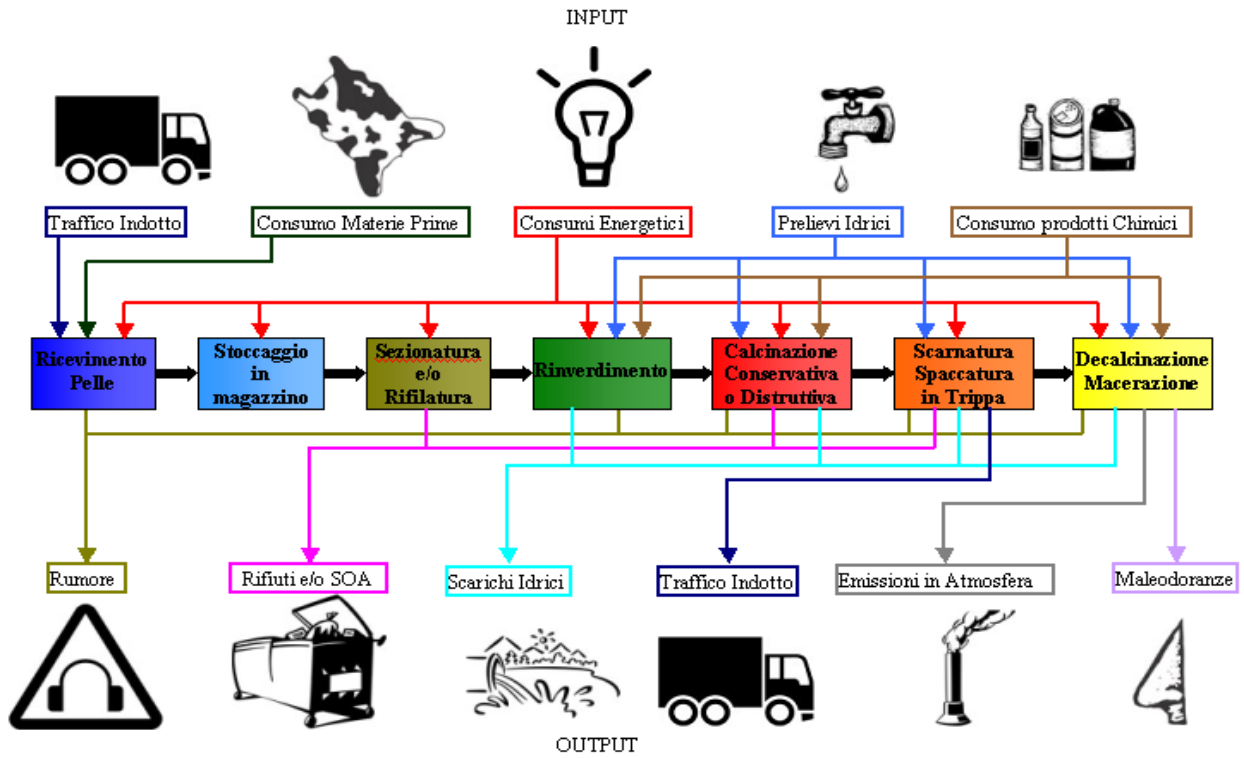 INPUT
Traffico Indotto
Consumo Materie Prime
Consumi Energetici
Prelievi Idrici
Consumo prodotti Chimici
Ricevimento
Pelle
Stoccaggio
in
magazzino
Sezionatura
e/o
Rifilatura
Rinverdimento
Calcinazione
Conservativa
o Distruttiva
Scarnatura
Spaccatura
in Trippa
Decalcinazione
Macerazione
Rumore
Rifiuti e/o SOA
Scarichi Idrici
Traffico Indotto
Emissioni in Atmosfera
Maleodoranze
OUTPUT